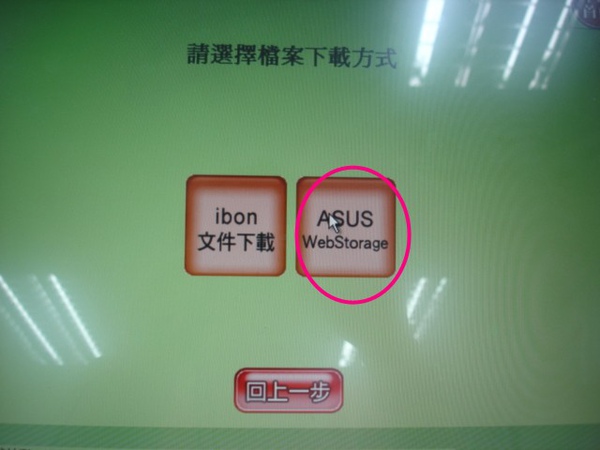 請選擇檔案下載方式
ibon
文件下載
ASUS
WebStorage
回上一步